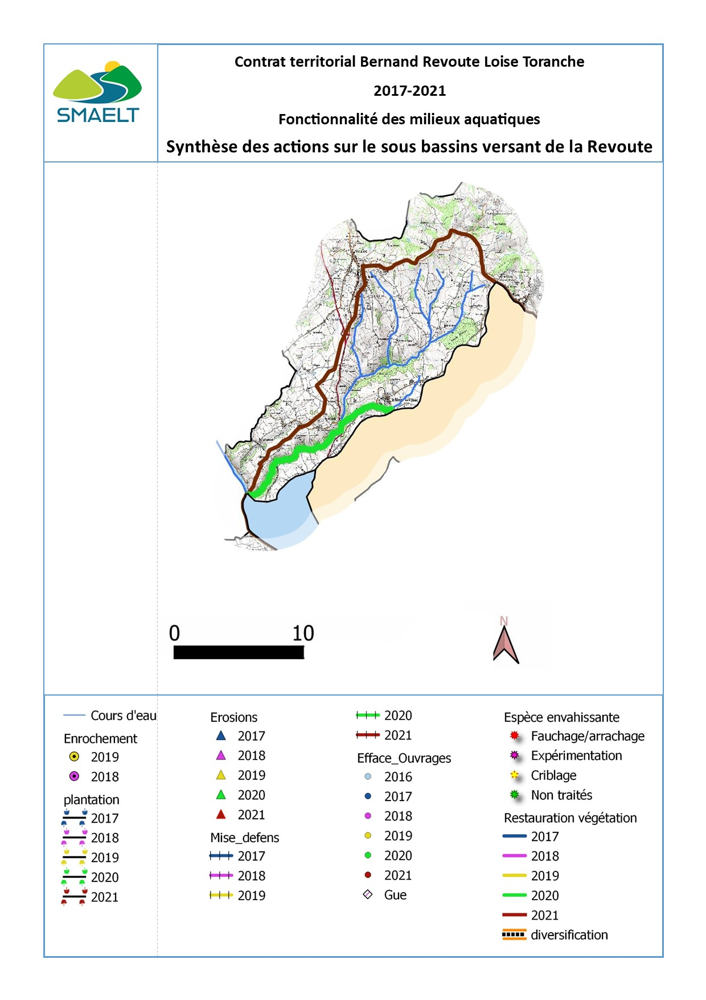 SMAELT
Contrat territorial Bernand Revoute Loise Toranche
2017-2021
Fonctionnalité des milieux aquatiques
Synthèse des actions sur le sous bassins versant de la Revoute
0 10
N
Cours d'eau
Enrochement
2019
2018
plantation
2017
2018
2019
2020
2021
Erosions
2017
2018
2019
2020
2021
Mise_defens
2017
2018
2019
2020
2021
Efface_Ouvrages
2016
2017
2018
2019
2020
2021
Gue
Espèce envahissante
Fauchage/arrachage
Expérimentation
Criblage
Non traités
Restauration végétation
2017
2018
2019
2020
2021
diversification